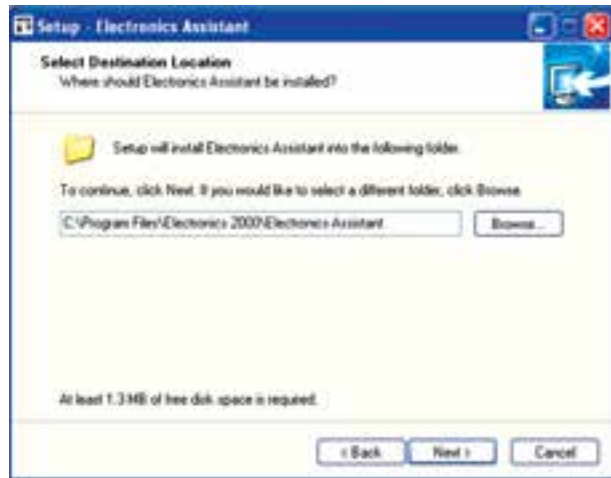 Setup - Electronics Assistant
Select Destination Location
Where should Electronics Assistant be installed?
Setup will install Electronics Assistant into the following folder.
To continue, click Next. If you would like to select a different folder, click Browse.
C:\Program Files\Electronics 2000\Electronics Assistant
Browse...
At least 1.3 MB of free disk space is required.
< Back
Next >
Cancel